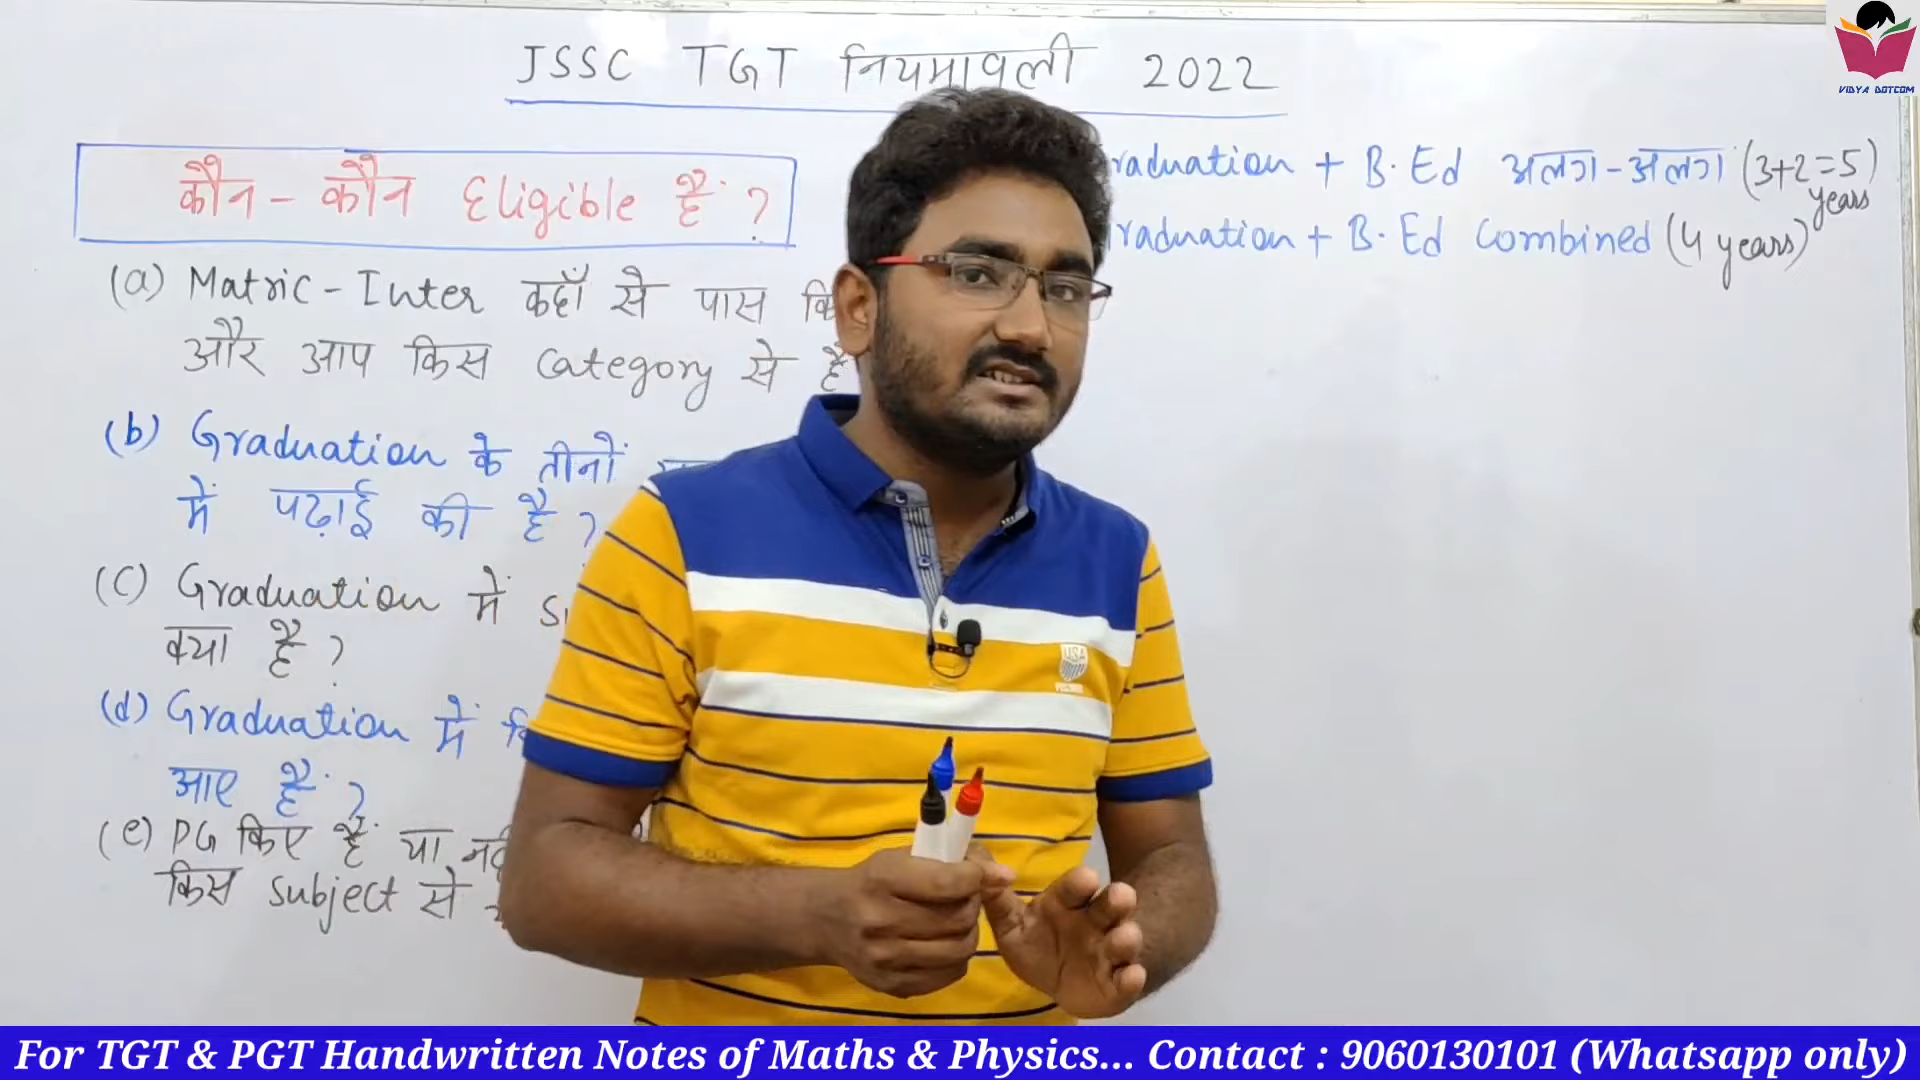 JSSC TGT नियमावली 2022
कौन - कौन Eligible हैं ?
(a) Matric - Inter कहाँ से पास
और आप किस Category से हैं
(b) Graduation के तीनों
में पढ़ाई की है ?
(c) Graduation में
क्या है ?
(d) Graduation में
आए हैं ?
(e) PG किए हैं या
किस Subject से
raduation + B.Ed अलग-अलग (3+2=5)
years
raduation + B.Ed Combined (4 years)
VIDYA DOTCOM
USA
For TGT & PGT Handwritten Notes of Maths & Physics... Contact : 9060130101 (Whatsapp only)